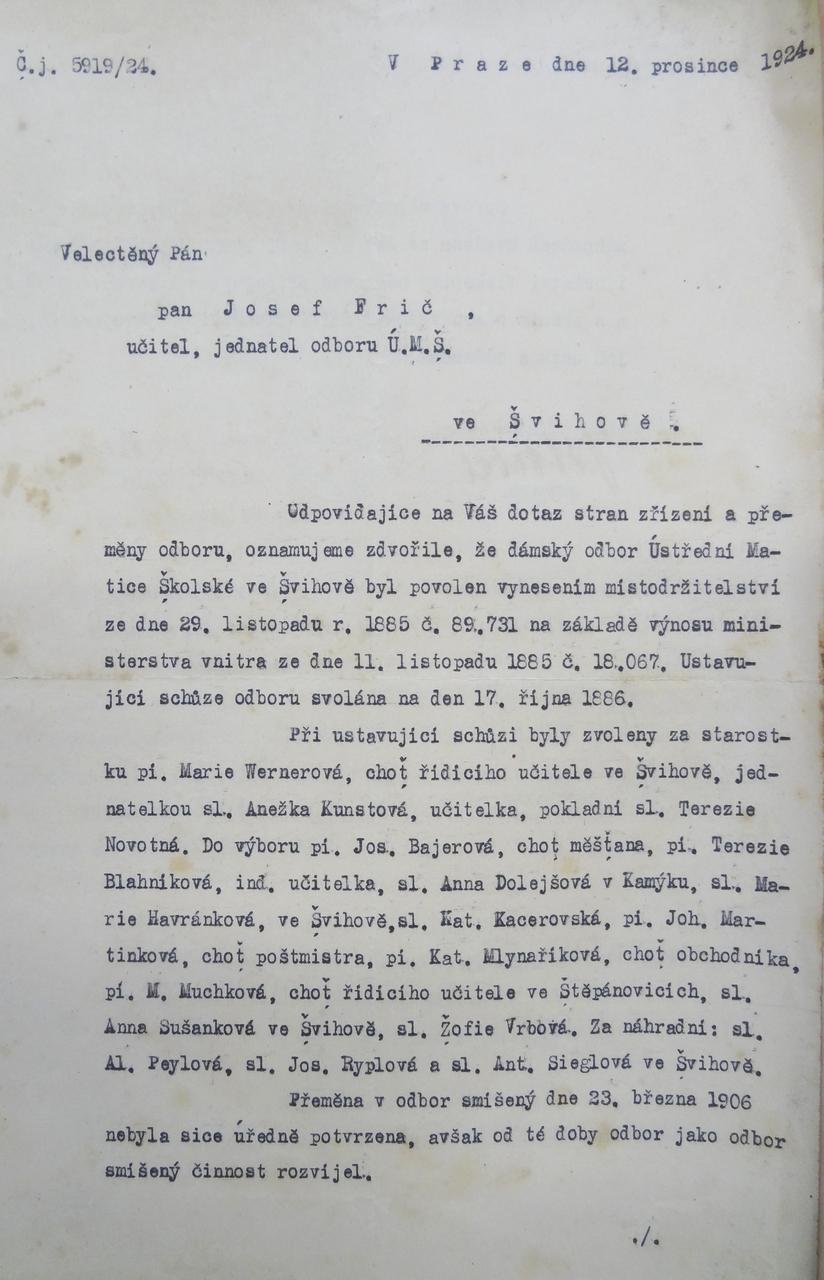 Č.j. 5919/24.
V Praze dne 12. prosince 1924.
Velectěný Pán
pan Josef Frič,
učitel, jednatel odboru Ú.M.Š.
ve Švihově.
Odpovídajíce na Váš dotaz stran zřízení a pře-
měny odboru, oznamujeme zdvořile, že dámský odbor Ústřední Ma-
tice Školské ve Švihově byl povolen vynesením místodržitelství
ze dne 29. listopadu r. 1885 č. 89.731 na základě výnosu mini-
sterstva vnitra ze dne 11. listopadu 1885 č. 18.067. Ustavu-
jící schůze odboru svolána na den 17. října 1886.
Při ustavující schůzi byly zvoleny za starost-
ku pí. Marie Wernerová, choť řídícího učitele ve Švihově, jed-
natelkou sl. Anežka Kunstová, učitelka, pokladní sl. Terezie
Novotná. Do výboru pí. Jos. Bajerová, choť měšťana, pí. Terezie
Blahníková, ind. učitelka, sl. Anna Dolejšová v Kamýku, sl. Ma-
rie Havránková, ve Švihově, sl. Kat. Kacerovská, pí. Joh. Mar-
tinková, choť poštmistra, pí. Kat. Mlynaříková, choť obchodníka,
pí. M. Muchková, choť řídícího učitele ve Štěpánovicích, sl.
Anna Sušanková ve Švihově, sl. Žofie Vrbová. Za náhradní: sl.
Al. Peylová, sl. Jos. Ryplová a sl. Ant. Sieglová ve Švihově.
Přeměna v odbor smíšený dne 23. března 1906
nebyla sice úředně potvrzena, avšak od té doby odbor jako odbor
smíšený činnost rozvíjel.
./.